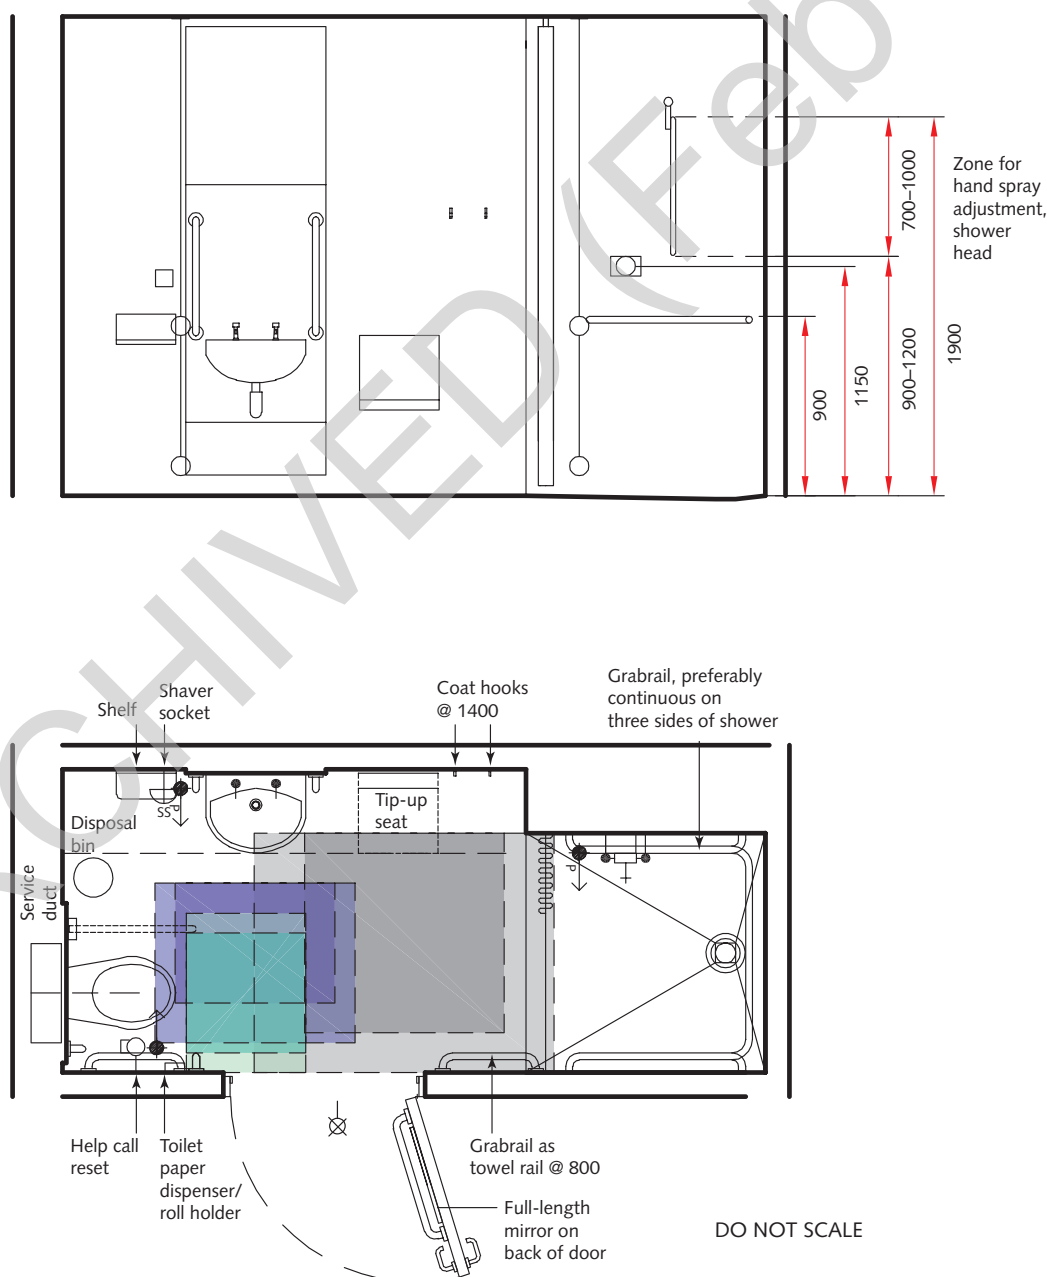 Zone for
hand spray
adjustment,
shower
head
700–1000
900
1150
900–1200
1900
CHIVED (Feb
Shelf
Shaver
socket
Coat hooks
@ 1400
Grabrail, preferably
continuous on
three sides of shower
Disposal
bin
SS
P
Tip-up
seat
P
Service
duct
Help call
reset
Toilet
paper
dispenser/
roll holder
Grabrail as
towel rail @ 800
Full-length
mirror on
back of door
DO NOT SCALE